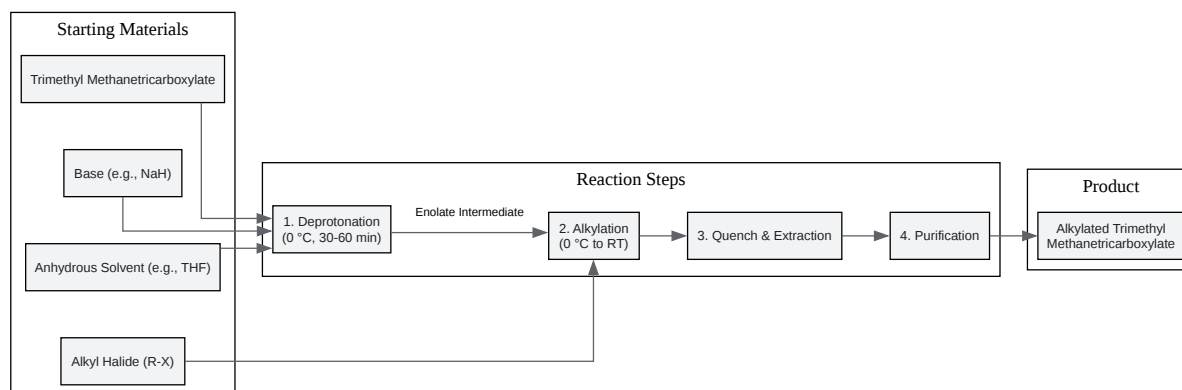 Starting Materials
Trimethyl Methanetricarboxylate
Base (e.g., NaH)
Anhydrous Solvent (e.g., THF)
Alkyl Halide (R-X)
Reaction Steps
1. Deprotonation
(0 °C, 30-60 min)
Enolate Intermediate
2. Alkylation
(0 °C to RT)
3. Quench & Extraction
4. Purification
Product
Alkylated Trimethyl
Methanetricarboxylate